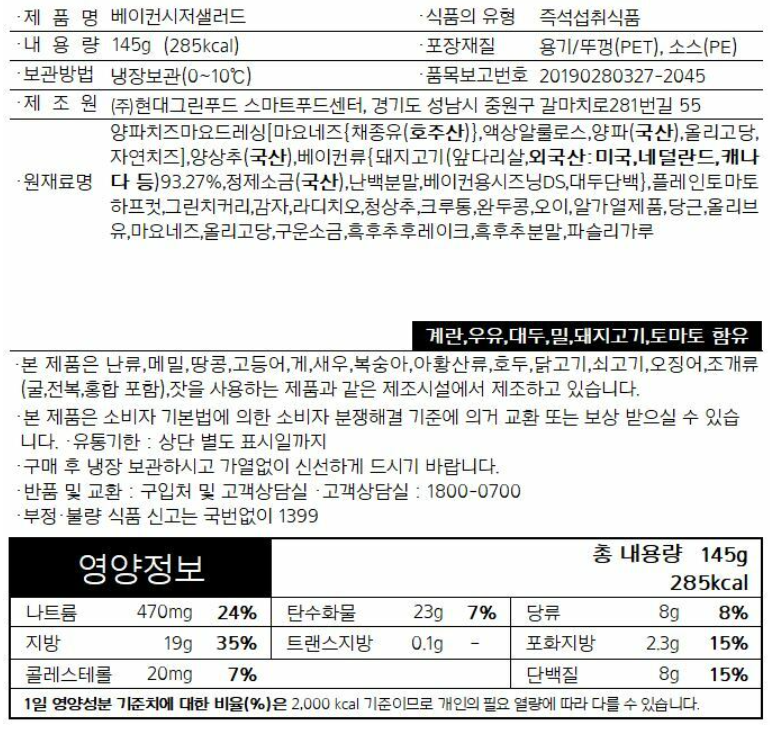 ·제 품 명 베이컨시저샐러드 ·식품의 유형 즉석섭취식품
·내 용 량 145g (285kcal) ·포장재질 용기/뚜껑(PET), 소스(PE)
·보관방법 냉장보관(0~10℃) ·품목보고번호 20190280327-2045
·제 조 원 (주)현대그린푸드 스마트푸드센터, 경기도 성남시 중원구 갈마치로281번길 55
양파치즈마요드레싱[마요네즈{채종유(호주산)},액상알룰로스,양파(국산),올리고당,
자연치즈],양상추(국산),베이컨류{돼지고기(앞다리살,외국산:미국,네덜란드,캐나
·원재료명 다 등)93.27%,정제소금(국산),난백분말,베이컨용시즈닝DS,대두단백},플레인토마토
하프컷,그린치커리,감자,라디치오,청상추,크루통,완두콩,오이,알가열제품,당근,올리브
유,마요네즈,올리고당,구운소금,흑후추후레이크,흑후추분말,파슬리가루
계란,우유,대두,밀,돼지고기,토마토 함유
·본 제품은 난류,메밀,땅콩,고등어,게,새우,복숭아,아황산류,호두,닭고기,쇠고기,오징어,조개류
(굴,전복,홍합 포함),잣을 사용하는 제품과 같은 제조시설에서 제조하고 있습니다.
·본 제품은 소비자 기본법에 의한 소비자 분쟁해결 기준에 의거 교환 또는 보상 받으실 수 있습
니다. ·유통기한 : 상단 별도 표시일까지
·구매 후 냉장 보관하시고 가열없이 신선하게 드시기 바랍니다.
·반품 및 교환 : 구입처 및 고객상담실 ·고객상담실 : 1800-0700
·부정·불량 식품 신고는 국번없이 1399
영양정보 총 내용량 145g
285kcal
나트륨 470mg 24% 탄수화물 23g 7% 당류 8g 8%
지방 19g 35% 트랜스지방 0.1g - 포화지방 2.3g 15%
콜레스테롤 20mg 7% 단백질 8g 15%
1일 영양성분 기준치에 대한 비율(%)은 2,000 kcal 기준이므로 개인의 필요 열량에 따라 다를 수 있습니다.